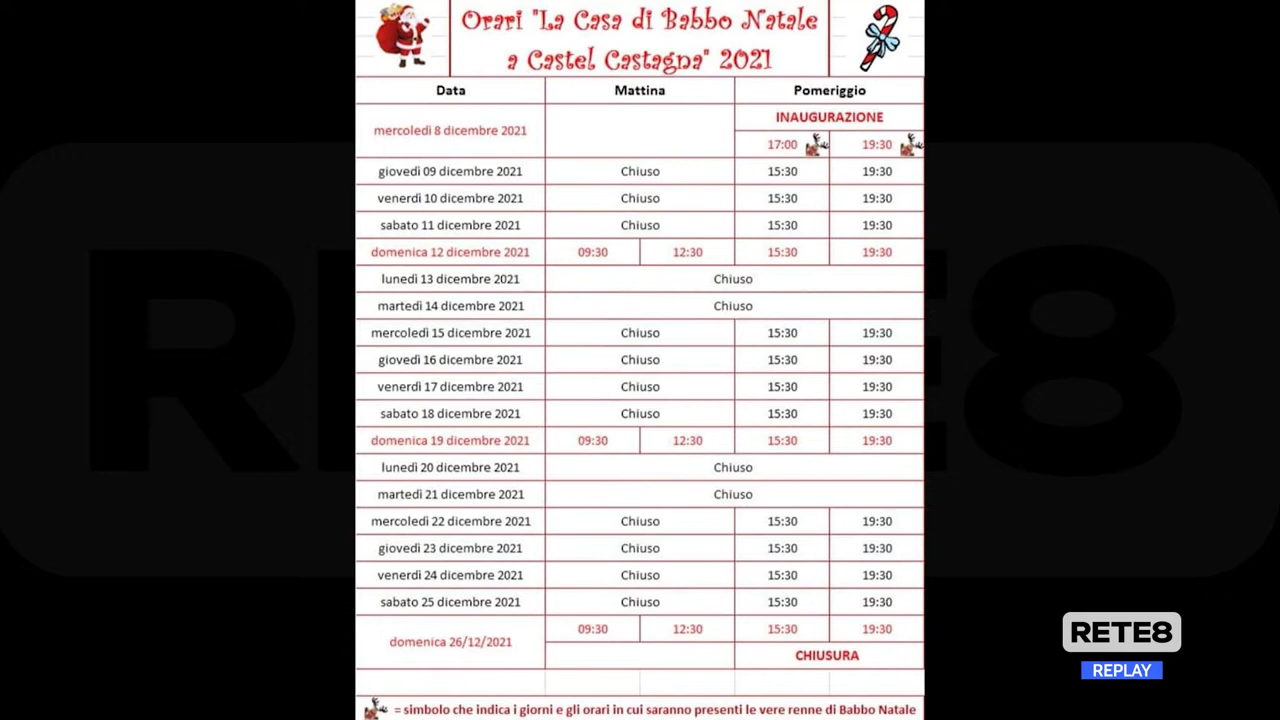 Orari "La Casa di Babbo Natale
a Castel Castagna" 2021
Data Mattina Pomeriggio
mercoledì 8 dicembre 2021
INAUGURAZIONE
17:00 19:30
giovedì 09 dicembre 2021 Chiuso 15:30 19:30
venerdì 10 dicembre 2021 Chiuso 15:30 19:30
sabato 11 dicembre 2021 Chiuso 15:30 19:30
domenica 12 dicembre 2021 09:30 12:30 15:30 19:30
lunedì 13 dicembre 2021 Chiuso
martedì 14 dicembre 2021 Chiuso
mercoledì 15 dicembre 2021 Chiuso 15:30 19:30
giovedì 16 dicembre 2021 Chiuso 15:30 19:30
venerdì 17 dicembre 2021 Chiuso 15:30 19:30
sabato 18 dicembre 2021 Chiuso 15:30 19:30
domenica 19 dicembre 2021 09:30 12:30 15:30 19:30
lunedì 20 dicembre 2021 Chiuso
martedì 21 dicembre 2021 Chiuso
mercoledì 22 dicembre 2021 Chiuso 15:30 19:30
giovedì 23 dicembre 2021 Chiuso 15:30 19:30
venerdì 24 dicembre 2021 Chiuso 15:30 19:30
sabato 25 dicembre 2021 Chiuso 15:30 19:30
domenica 26/12/2021 09:30 12:30 15:30 19:30
CHIUSURA
= simbolo che indica i giorni e gli orari in cui saranno presenti le vere renne di Babbo Natale
RETE8
REPLAY
RETE8